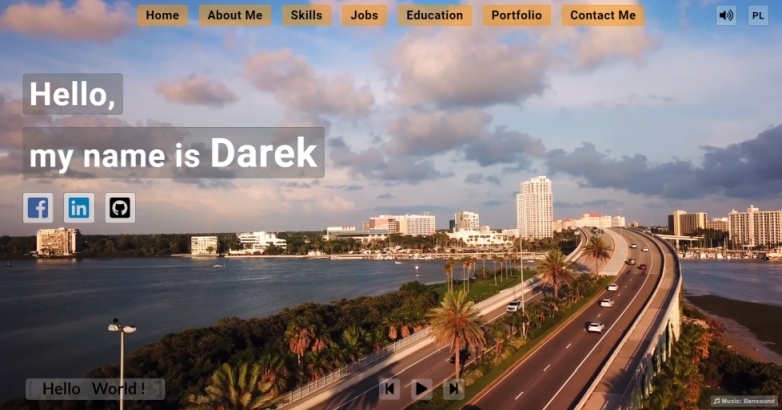 Home About Me Skills Jobs Education Portfolio Contact Me PL
Hello,
my name is Darek
Hello World !
Music: Bensound